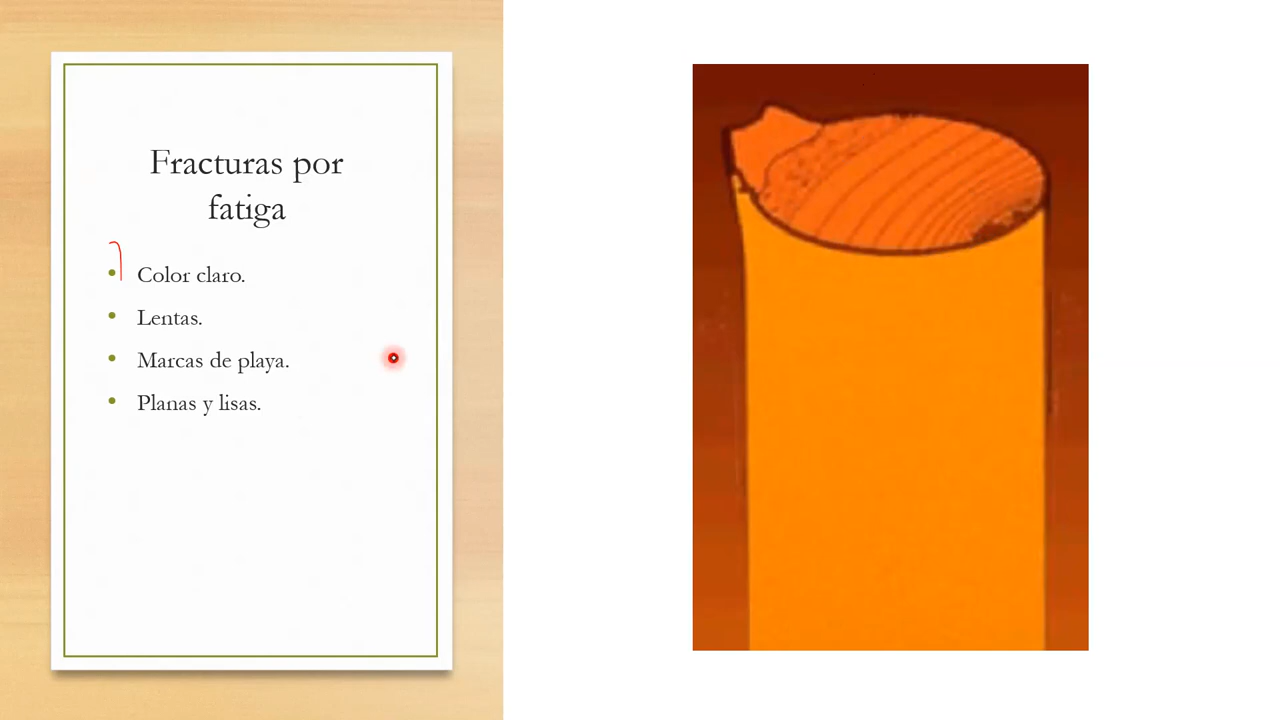 Fracturas por
fatiga
Color claro.
Lentas.
Marcas de playa.
Planas y lisas.